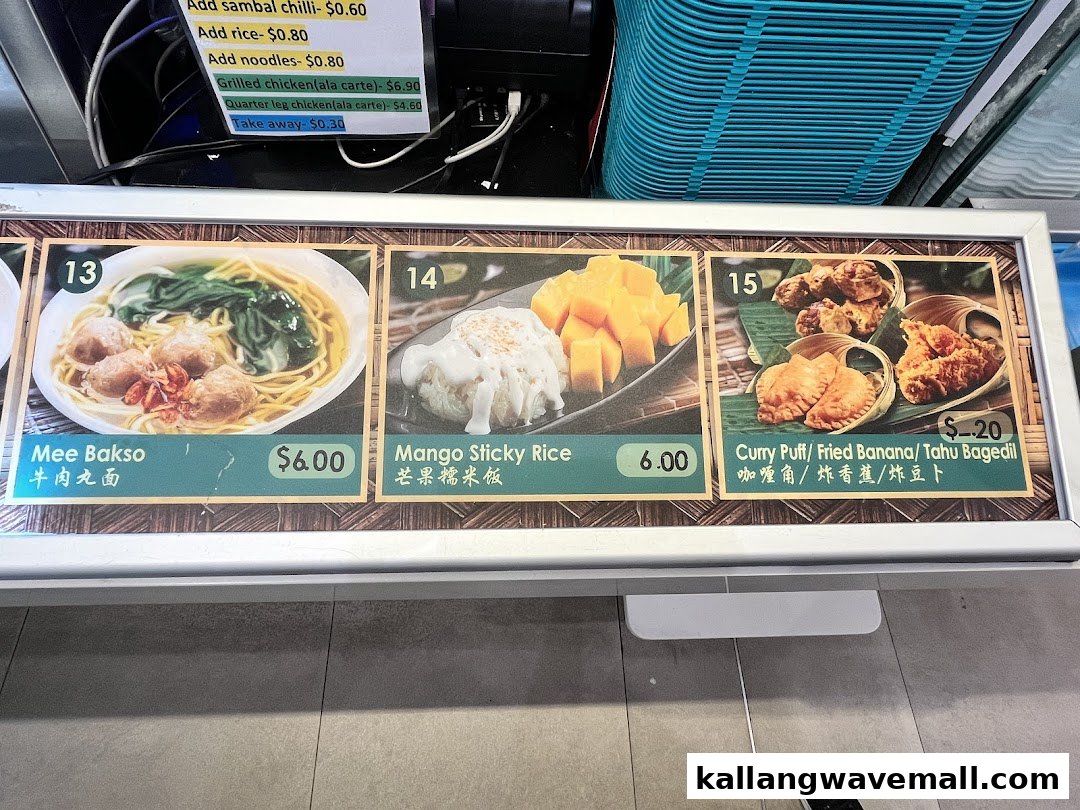 Add sambal chilli- $0.60
Add rice- $0.80
Add noodles- $0.80
Grilled chicken(ala carte)- $6.90
Quarter leg chicken(ala carte)- $4.60
Take away- $0.30
13
Mee Bakso
牛肉丸面
$6.00
14
Mango Sticky Rice
芒果糯米饭
6.00
15
Curry Puff/ Fried Banana/ Tahu Bagedil
咖喱角/ 炸香蕉/炸豆卜
kallangwavemall.com